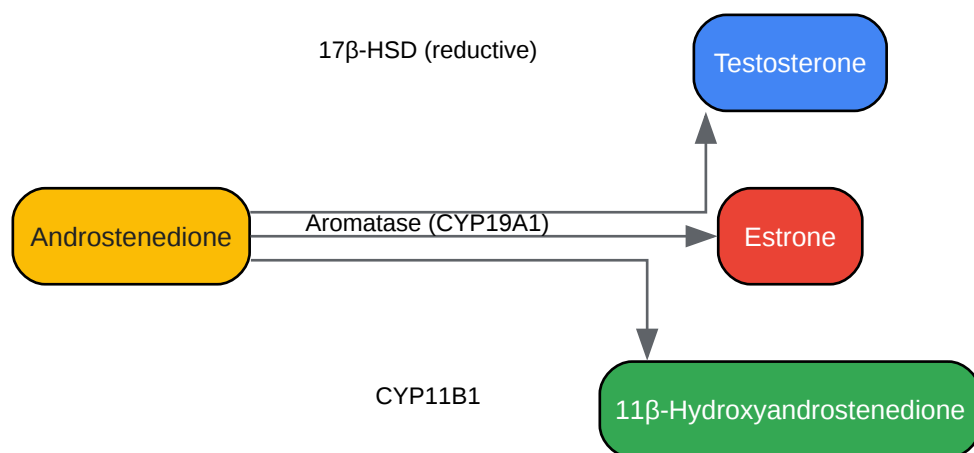 17β-HSD (reductive)
Testosterone
Androstenedione
Aromatase (CYP19A1)
Estrone
CYP11B1
11β-Hydroxyandrostenedione